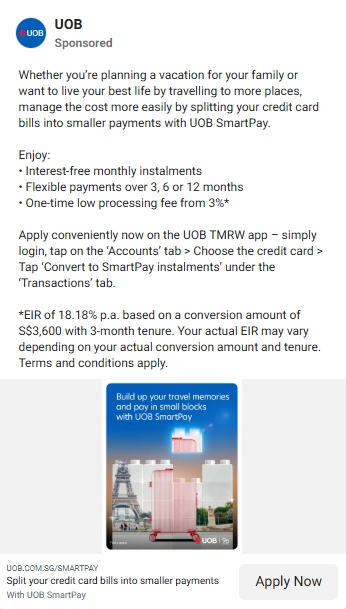 UOB
UOB
Sponsored
Whether you’re planning a vacation for your family or
want to live your best life by travelling to more places,
manage the cost more easily by splitting your credit card
bills into smaller payments with UOB SmartPay.
Enjoy:
• Interest-free monthly instalments
• Flexible payments over 3, 6 or 12 months
• One-time low processing fee from 3%*
Apply conveniently now on the UOB TMRW app – simply
login, tap on the ‘Accounts’ tab > Choose the credit card >
Tap ‘Convert to SmartPay instalments’ under the
‘Transactions’ tab.
*EIR of 18.18% p.a. based on a conversion amount of
S$3,600 with 3-month tenure. Your actual EIR may vary
depending on your actual conversion amount and tenure.
Terms and conditions apply.
Build up your travel memories
and pay in small blocks
with UOB SmartPay
UOB
UOB.COM.SG/SMARTPAY
Split your credit card bills into smaller payments
With UOB SmartPay
Apply Now